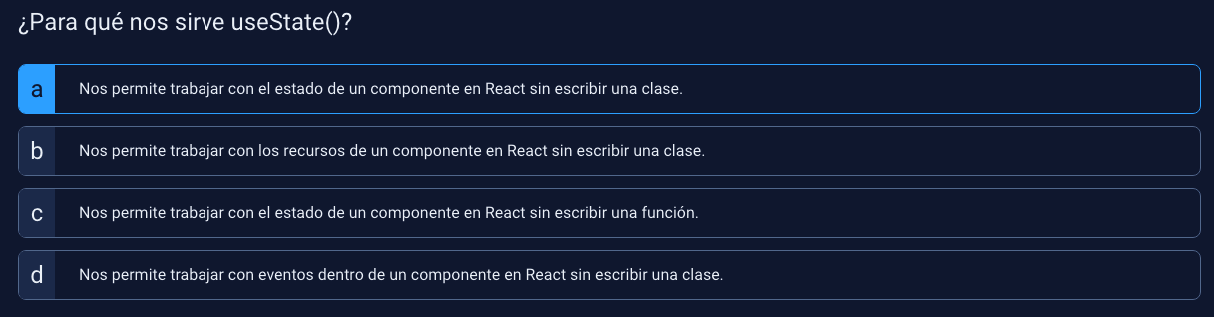 ¿Para qué nos sirve useState()?
a Nos permite trabajar con el estado de un componente en React sin escribir una clase.
b Nos permite trabajar con los recursos de un componente en React sin escribir una clase.
c Nos permite trabajar con el estado de un componente en React sin escribir una función.
d Nos permite trabajar con eventos dentro de un componente en React sin escribir una clase.